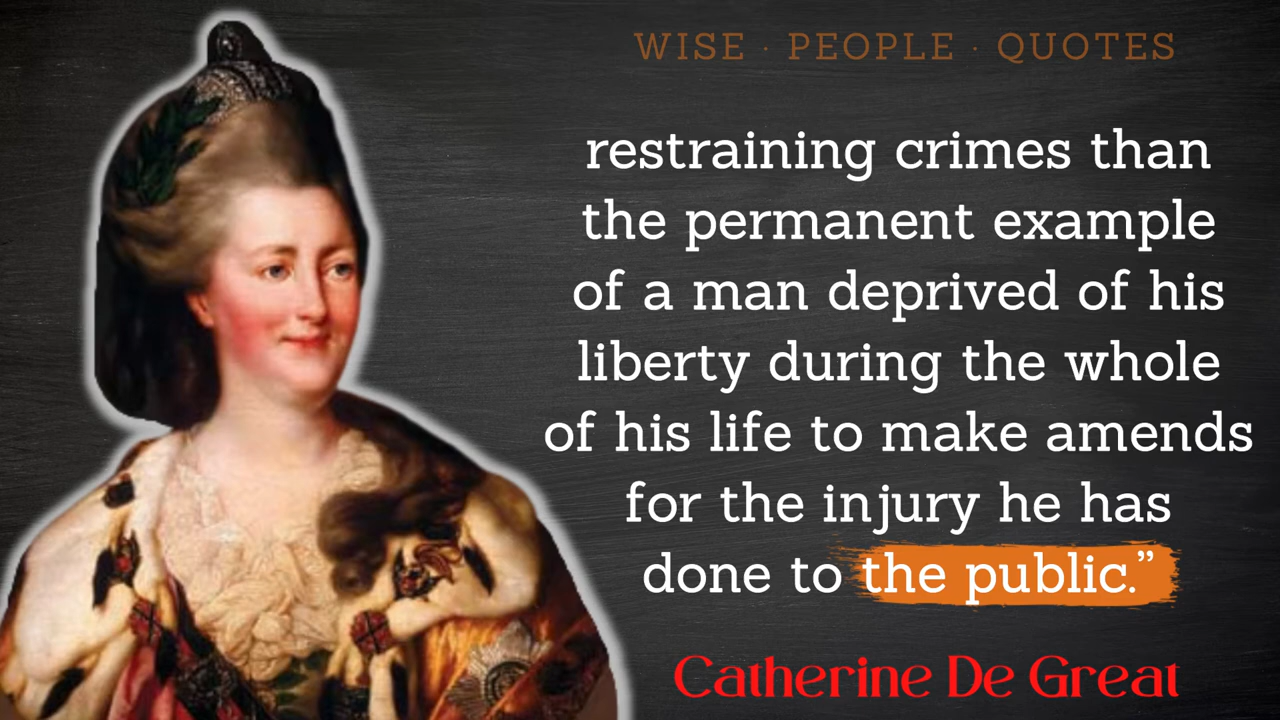 WISE · PEOPLE · QUOTES
restraining crimes than
the permanent example
of a man deprived of his
liberty during the whole
of his life to make amends
for the injury he has
done to the public.”
Catherine De Great